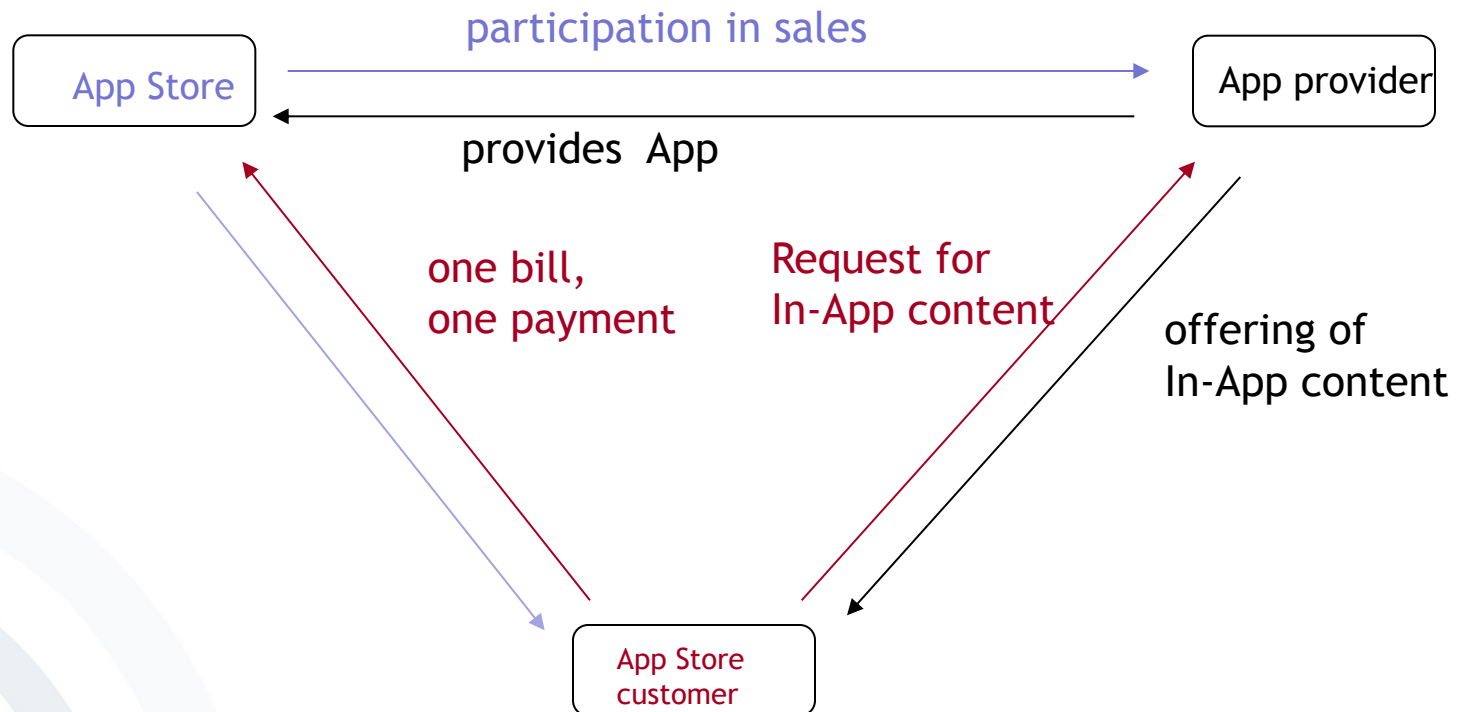 participation in sales
App Store
App provider
provides App
one bill,
one payment
Request for
In-App content
offering of
In-App content
App Store
customer